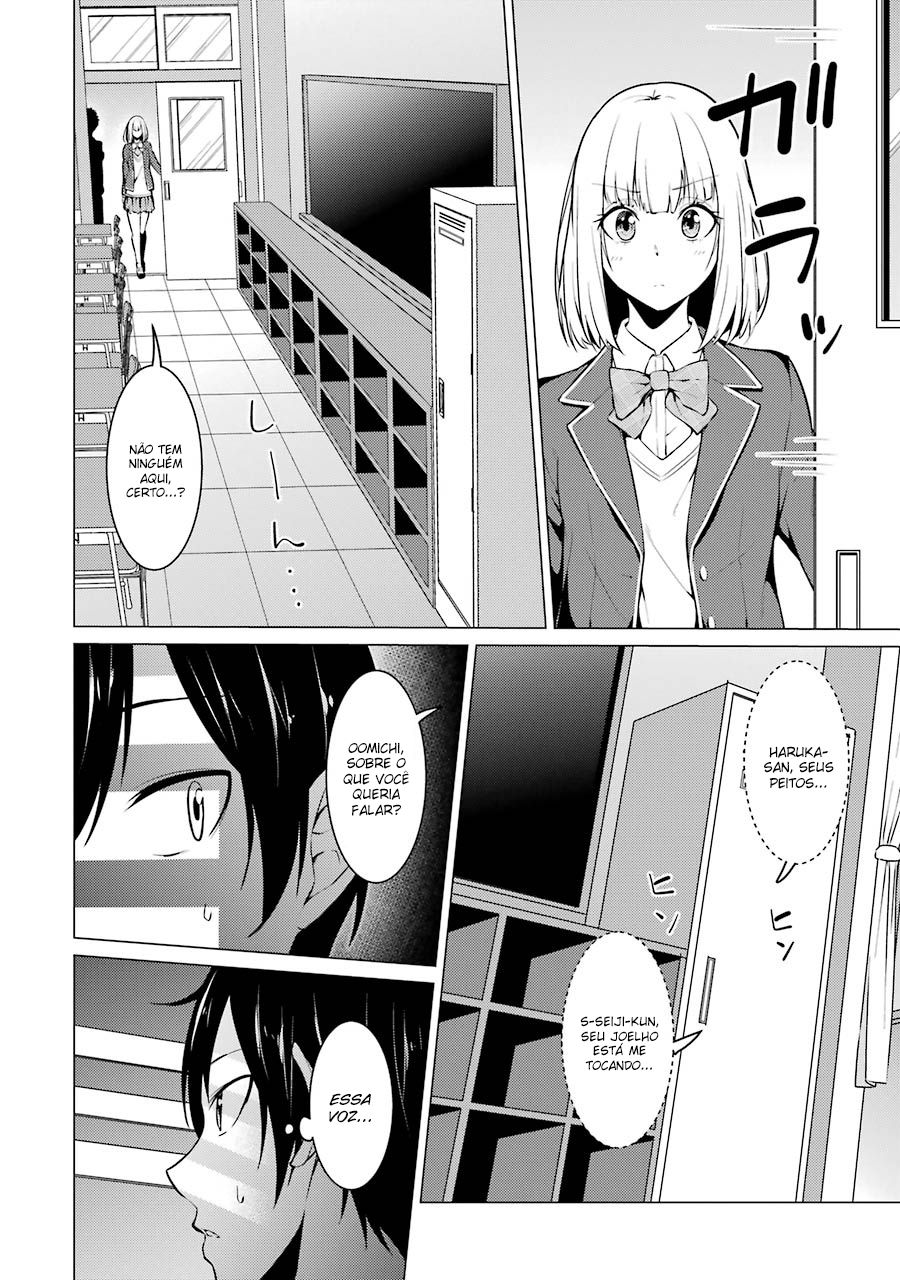 ガラッ
NÃO TEM
NINGUÉM
AQUI,
CERTO...?
しーん...
HARUKA-
SAN, SEUS
PEITOS...
ヒソ
ヒソ
S-SEIJI-KUN,
SEU JOELHO
ESTÁ ME
TOCANDO...
OOMICHI,
SOBRE O
QUE VOCÊ
QUERIA
FALAR?
ESSA
VOZ...